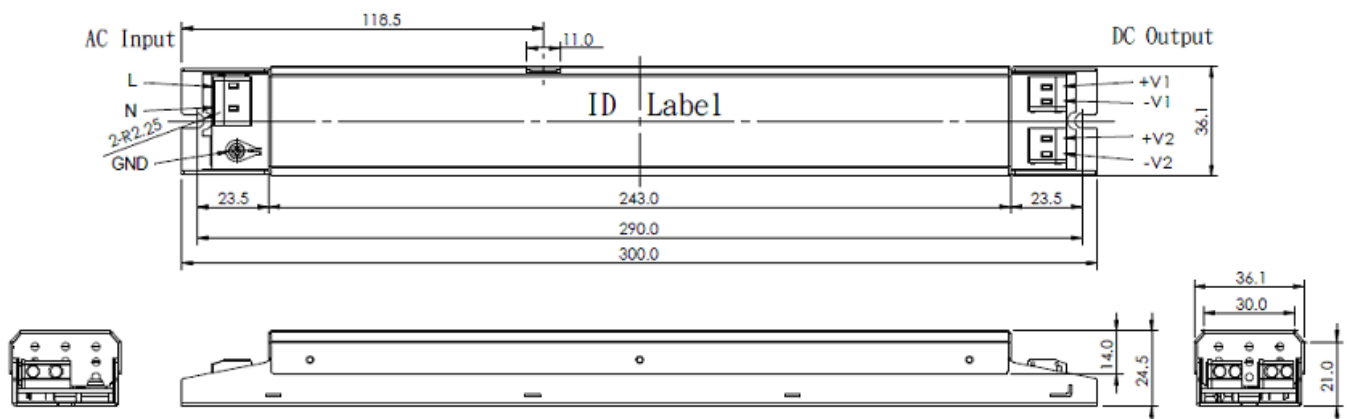 118.5
AC Input
11.0
DC Output
L
N
2-R2.25
GND
ID Label
+V1
-V1
+V2
-V2
36.1
23.5
243.0
23.5
290.0
300.0
36.1
30.0
14.0
24.5
21.0